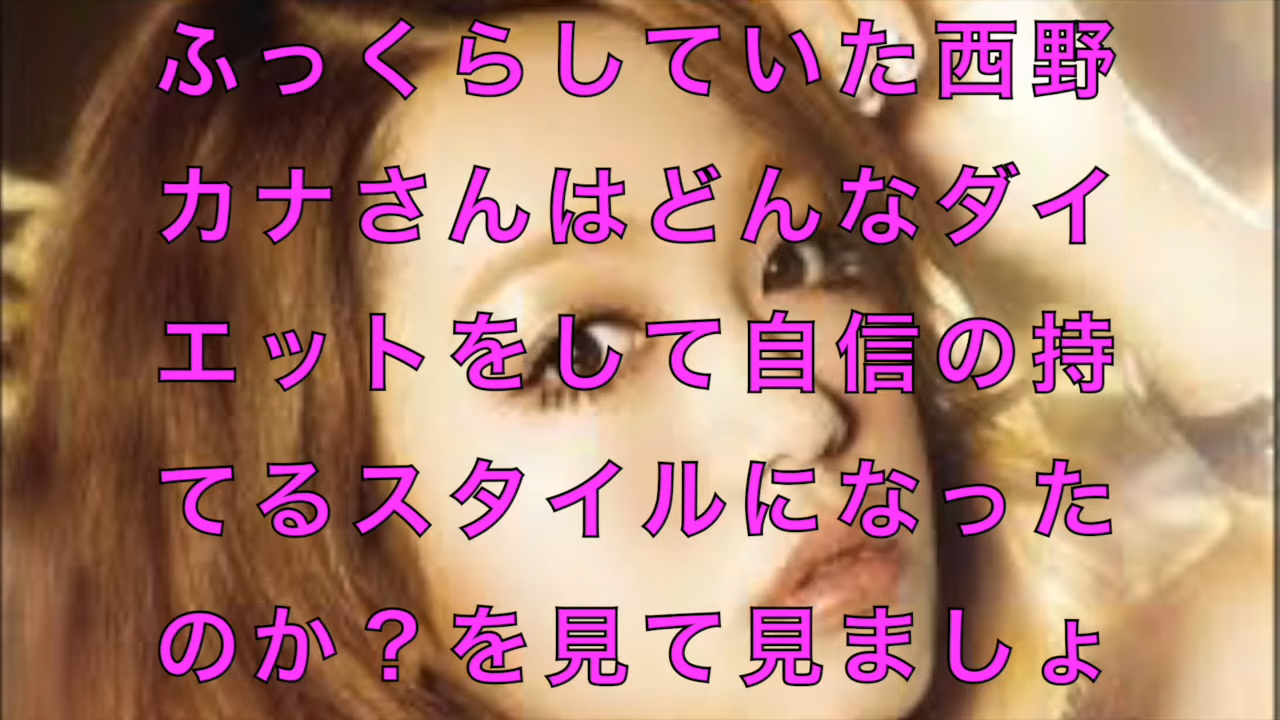 ふっくらしていた西野
カナさんはどんなダイ
エットをして自信の持
てるスタイルになった
のか？を見て見ましょ